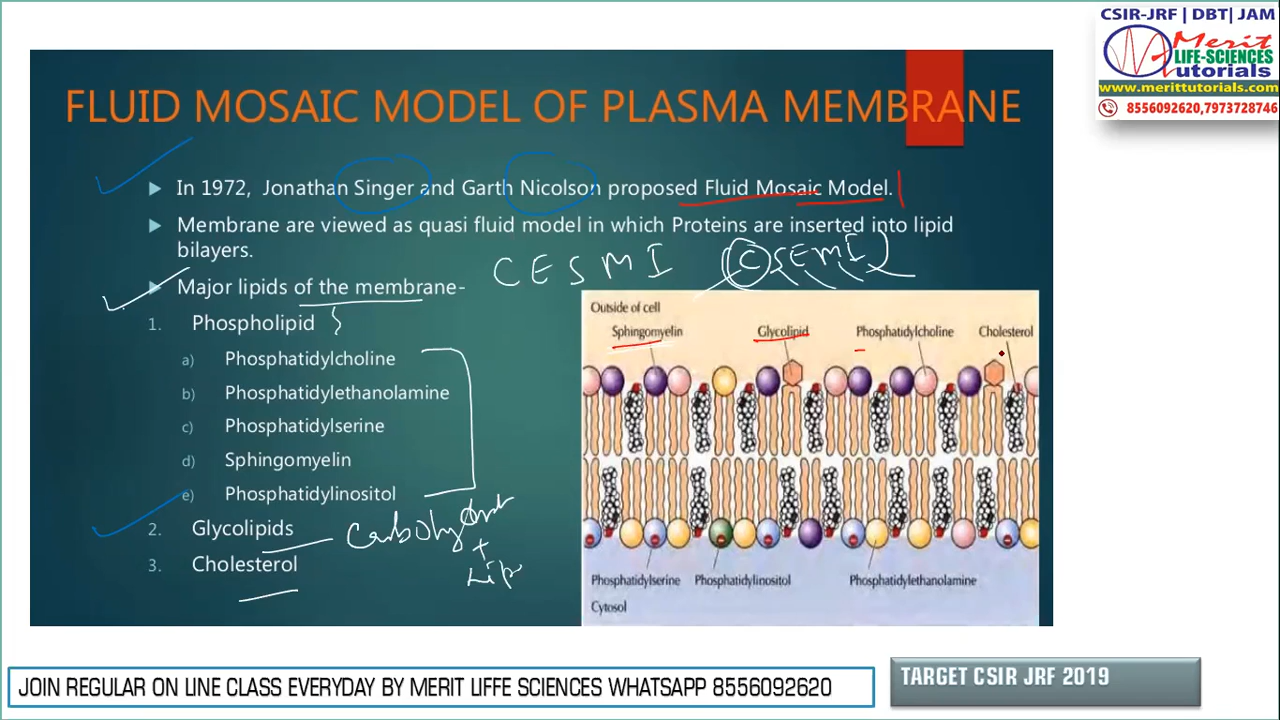 CSIR-JRF | DBT| JAM
Merit
LIFE-SCIENCES
Tutorials
www.merittutorials.com
8556092620,7973728746
FLUID MOSAIC MODEL OF PLASMA MEMBRANE
In 1972, Jonathan Singer and Garth Nicolson proposed Fluid Mosaic Model.
Membrane are viewed as quasi fluid model in which Proteins are inserted into lipid
bilayers.
CESMI
CSEMI
Major lipids of the membrane-
1. Phospholipid
a) Phosphatidylcholine
b) Phosphatidylethanolamine
c) Phosphatidylserine
d) Sphingomyelin
e) Phosphatidylinositol
2. Glycolipids
3. Cholesterol
+
Outside of cell
Sphingomyelin Glycolipid Phosphatidylcholine Cholesterol
Phosphatidylserine Phosphatidylinositol Phosphatidylethanolamine
Cytosol
JOIN REGULAR ON LINE CLASS EVERYDAY BY MERIT LIFFE SCIENCES WHATSAPP 8556092620
TARGET CSIR JRF 2019